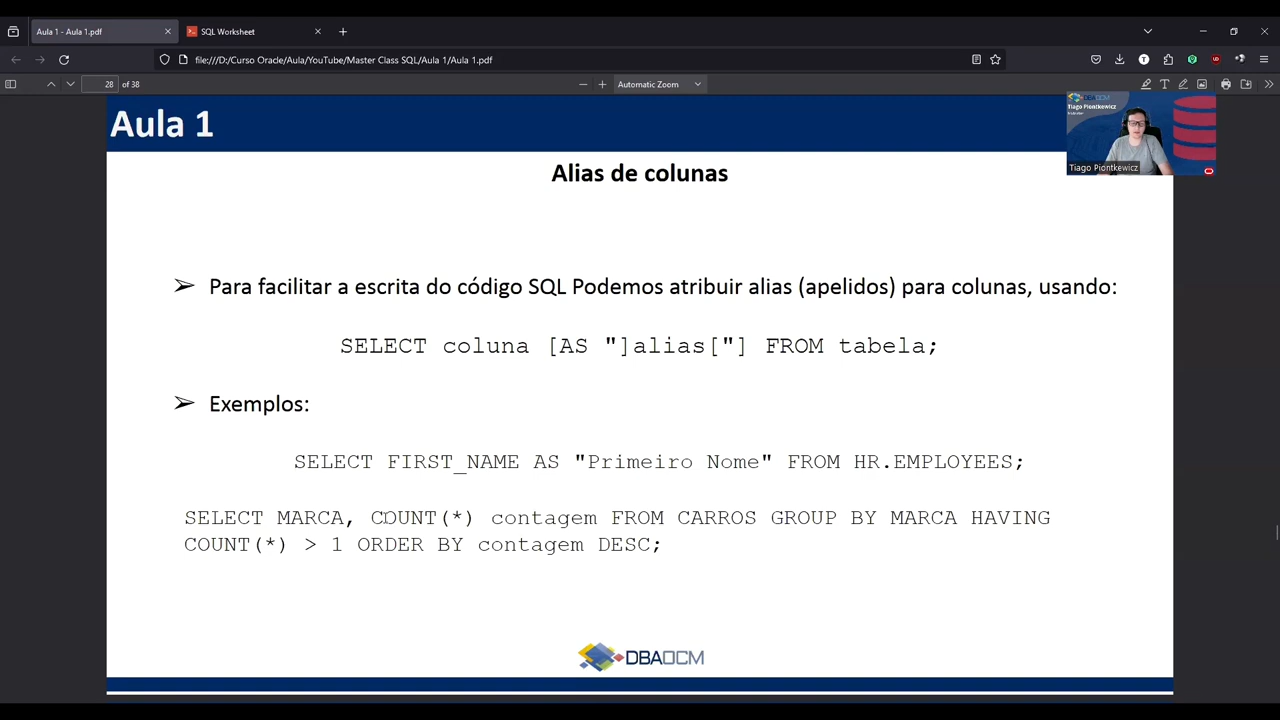 Aula 1 - Aula 1.pdf
SQL Worksheet
file:///D:/Curso Oracle/Aula/YouTube/Master Class SQL/Aula 1/Aula 1.pdf
28 of 38
Automatic Zoom
Aula 1
Tiago Piontkewicz
Tiago Piontkewicz
Alias de colunas
➢ Para facilitar a escrita do código SQL Podemos atribuir alias (apelidos) para colunas, usando:
SELECT coluna [AS "]alias["] FROM tabela;
➢ Exemplos:
SELECT FIRST_NAME AS "Primeiro Nome" FROM HR.EMPLOYEES;
SELECT MARCA, COUNT(*) contagem FROM CARROS GROUP BY MARCA HAVING
COUNT(*) > 1 ORDER BY contagem DESC;
DBAOCM